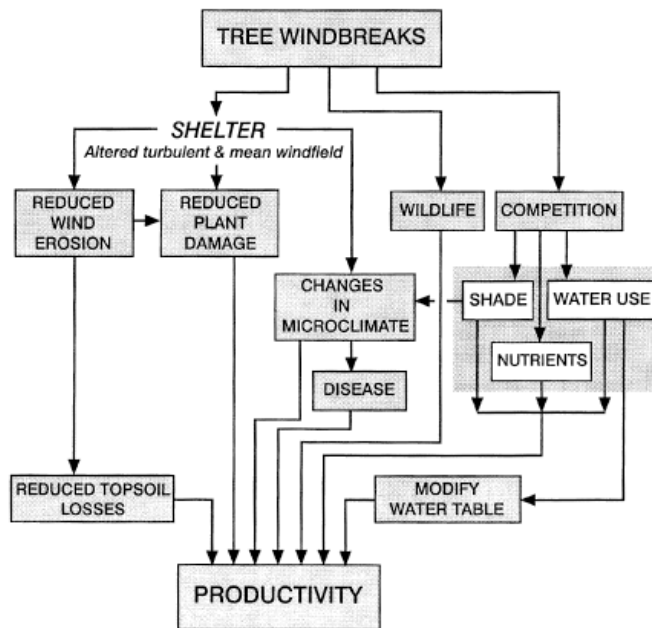 TREE WINDBREAKS
SHELTER
Altered turbulent & mean windfield
REDUCED
WIND
EROSION
REDUCED
PLANT
DAMAGE
WILDLIFE
COMPETITION
CHANGES
IN
MICROCLIMATE
SHADE
WATER USE
NUTRIENTS
DISEASE
REDUCED TOPSOIL
LOSSES
MODIFY
WATER TABLE
PRODUCTIVITY